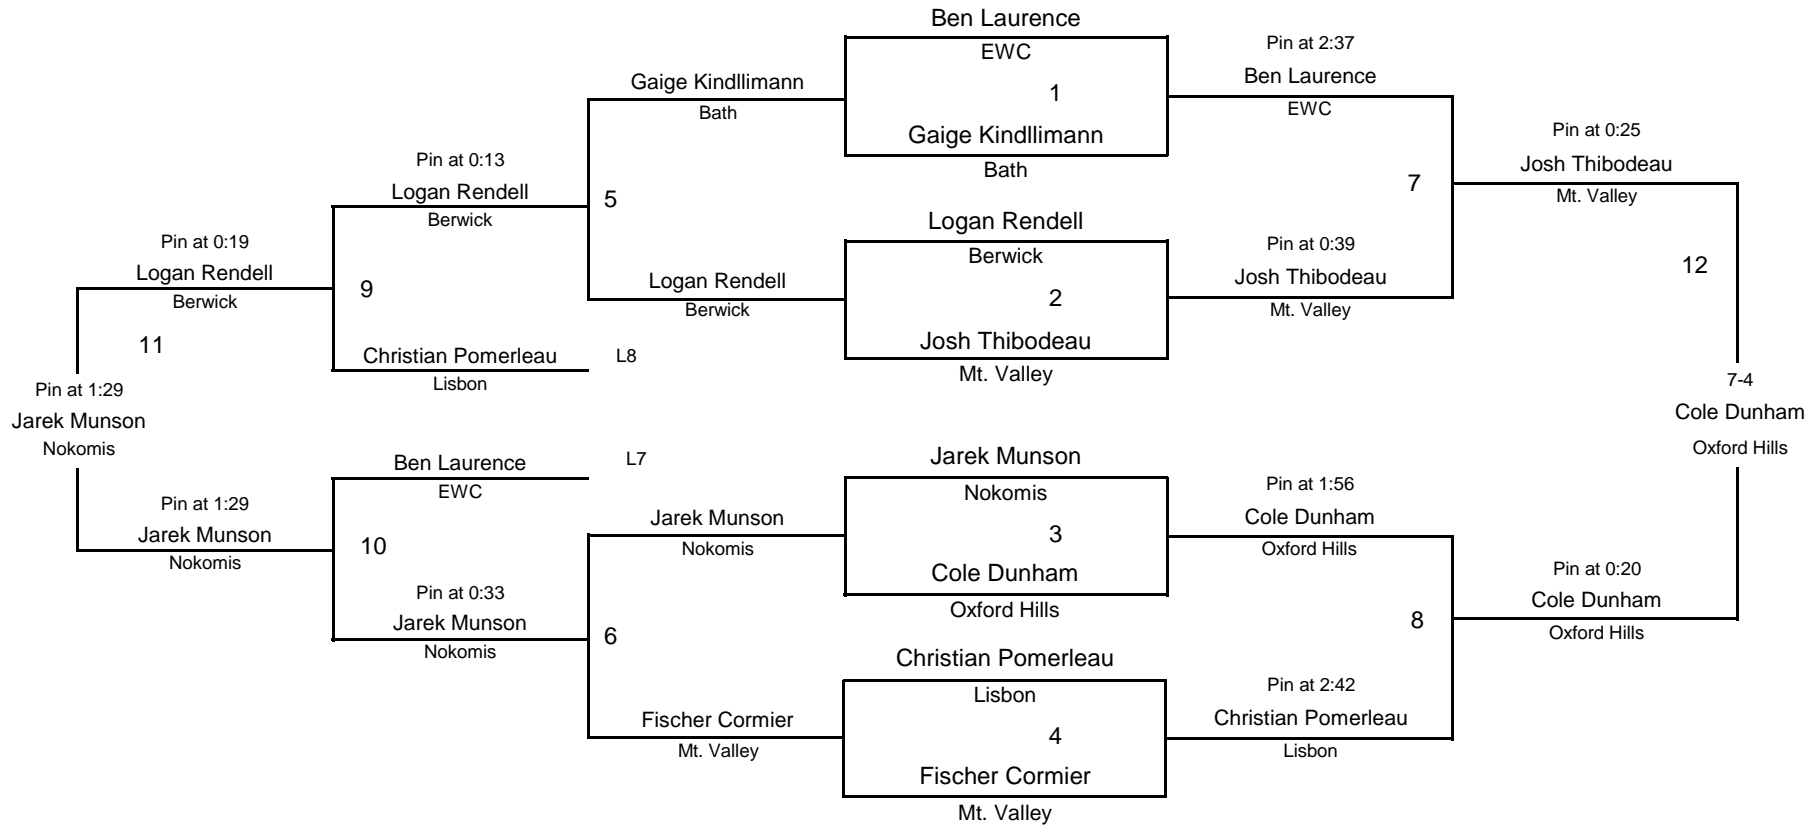 Ben Laurence
EWC
1
Gaige Kindllimann
Bath
Logan Rendell
Berwick
2
Josh Thibodeau
Mt. Valley
Jarek Munson
Nokomis
3
Cole Dunham
Oxford Hills
Christian Pomerleau
Lisbon
4
Fischer Cormier
Mt. Valley
Pin at 2:37
Ben Laurence
EWC
7
Pin at 0:39
Josh Thibodeau
Mt. Valley
Pin at 1:56
Cole Dunham
Oxford Hills
8
Pin at 2:42
Christian Pomerleau
Lisbon
Pin at 0:25
Josh Thibodeau
Mt. Valley
12
Pin at 0:20
Cole Dunham
Oxford Hills
7-4
Cole Dunham
Oxford Hills
Gaige Kindllimann
Bath
5
Logan Rendell
Berwick
Jarek Munson
Nokomis
6
Fischer Cormier
Mt. Valley
Pin at 0:13
Logan Rendell
Berwick
9
Christian Pomerleau
L8
Lisbon
Ben Laurence
L7
EWC
10
Pin at 0:33
Jarek Munson
Nokomis
Pin at 0:19
Logan Rendell
Berwick
11
Pin at 1:29
Jarek Munson
Nokomis
Pin at 1:29
Jarek Munson
Nokomis